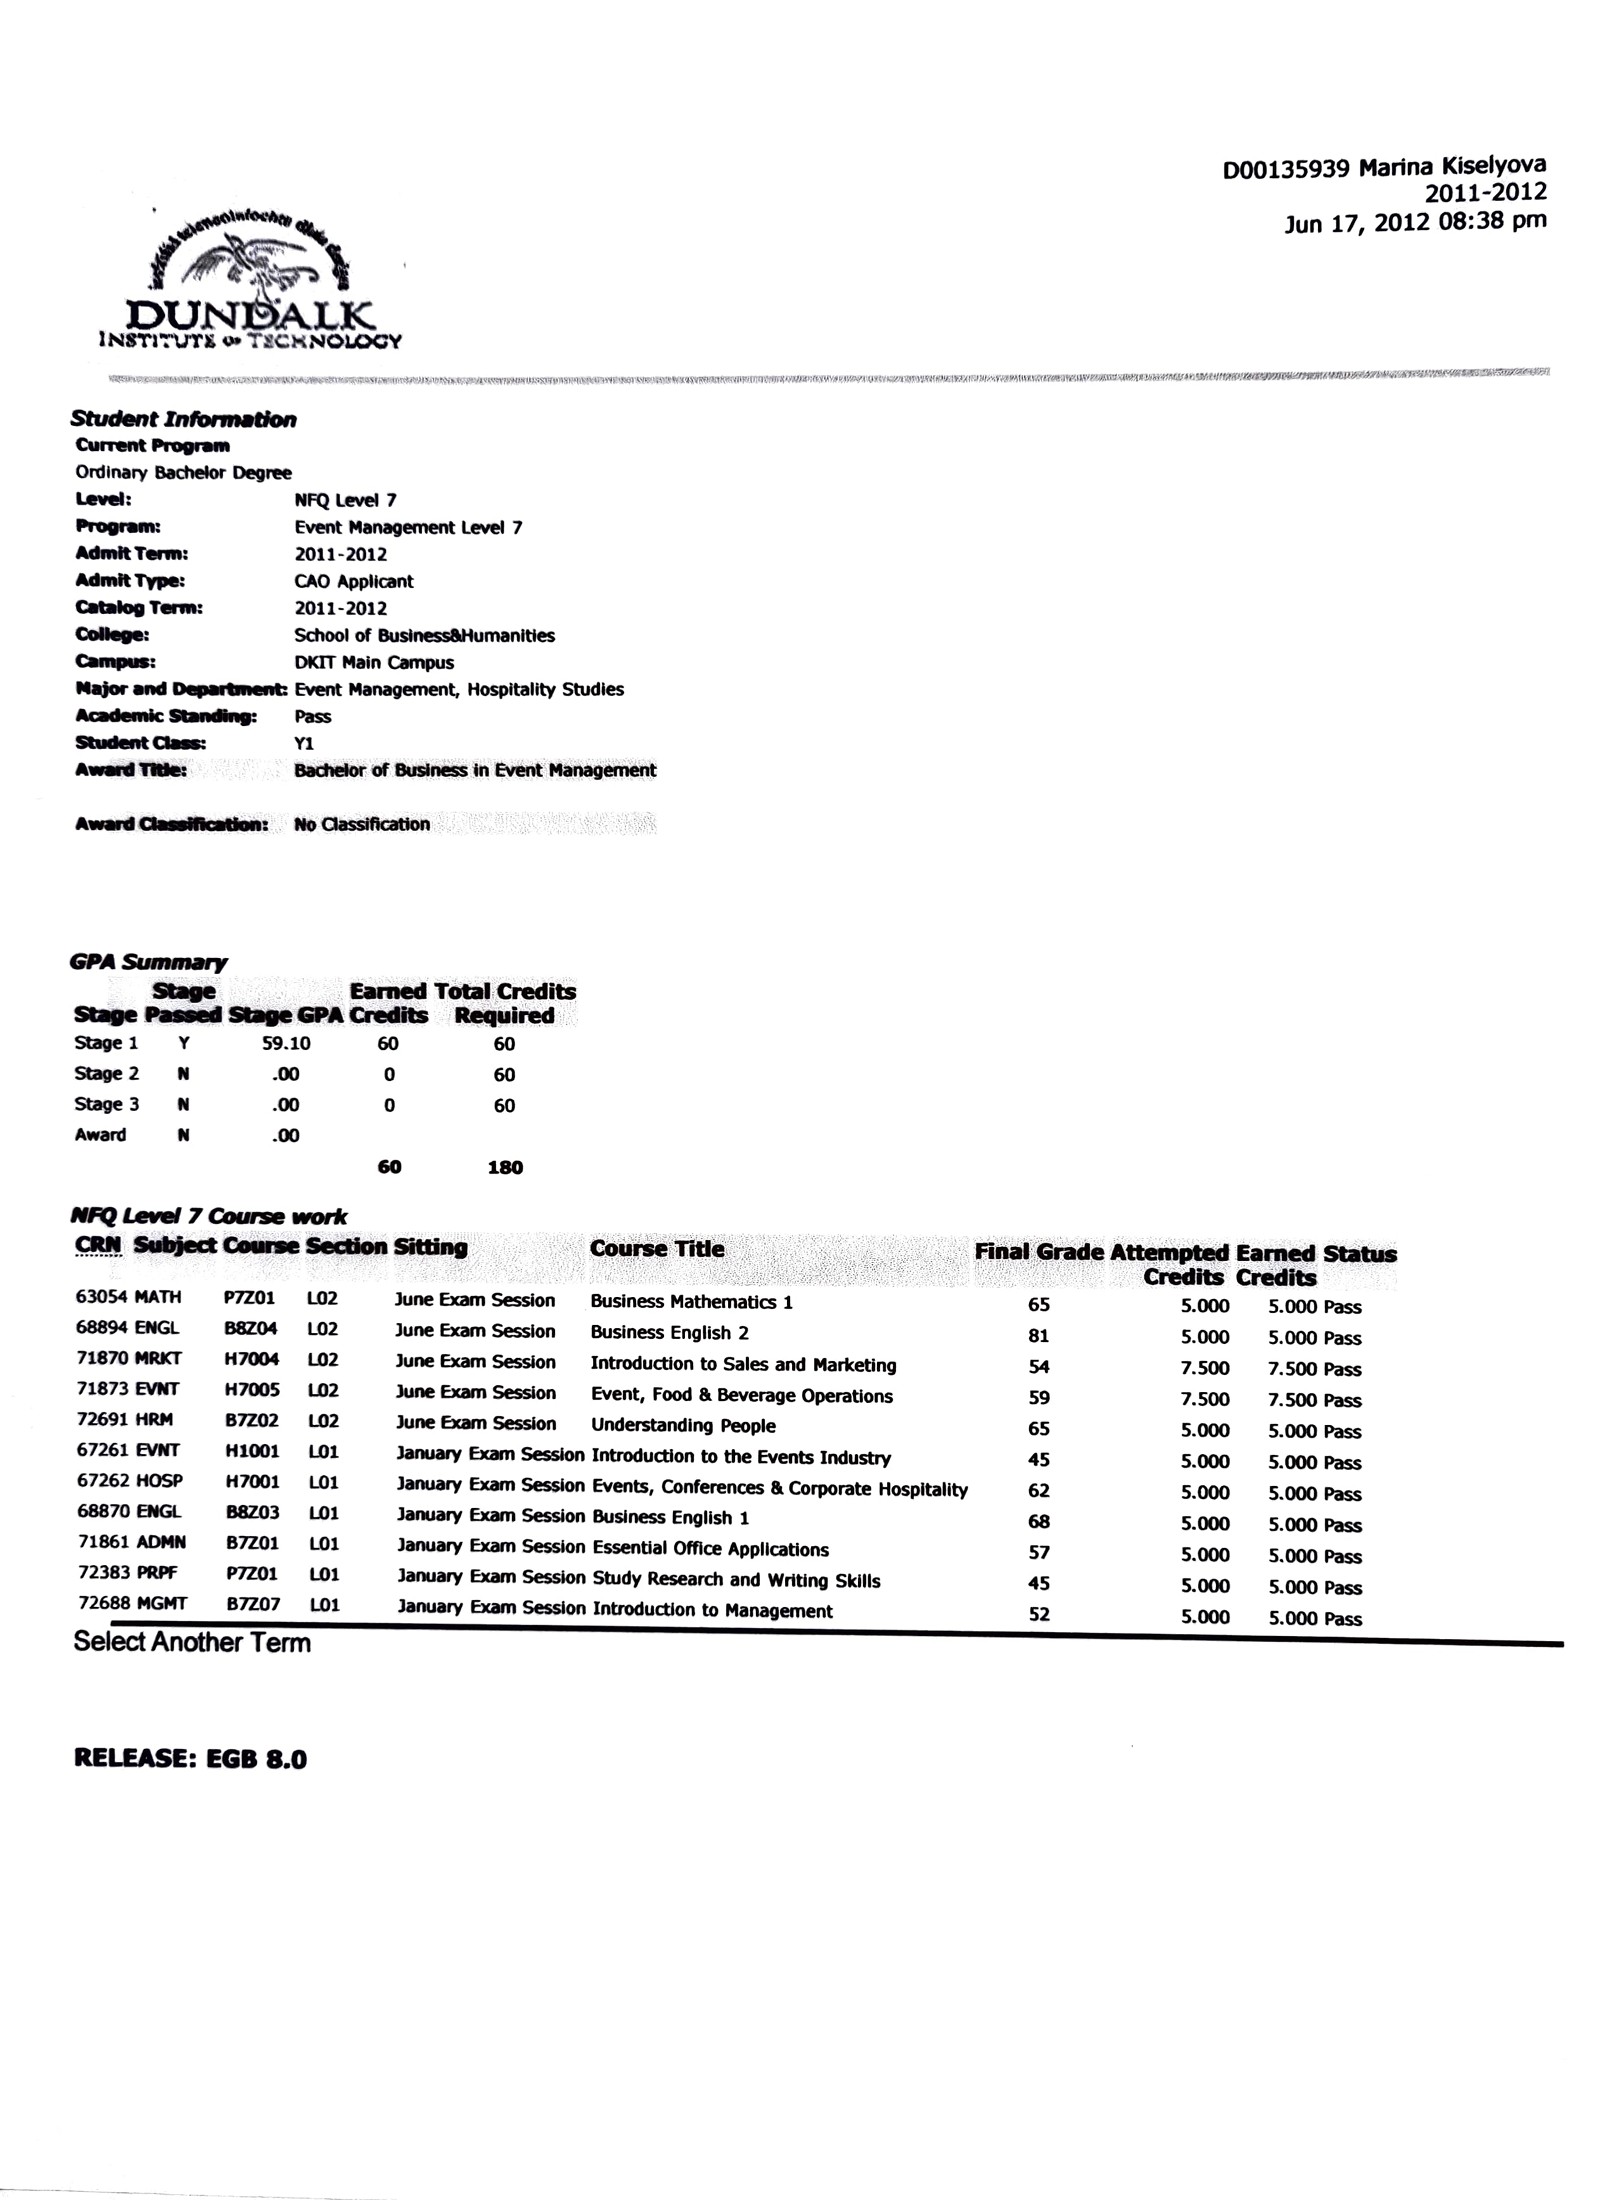 D00135939 Marina Kiselyova
2011-2012
Jun 17, 2012 08:38 pm
DUNDALK
INSTITUTE OF TECHNOLOGY
Student Information
Current Program
Ordinary Bachelor Degree
Level: NFQ Level 7
Program: Event Management Level 7
Admit Term: 2011-2012
Admit Type: CAO Applicant
Catalog Term: 2011-2012
College: School of Business&Humanities
Campus: DKIT Main Campus
Major and Department: Event Management, Hospitality Studies
Academic Standing: Pass
Student Class: Y1
Award Title: Bachelor of Business in Event Management
Award Classification: No Classification
GPA Summary
Stage Earned Total Credits
Stage Passed Stage GPA Credits Required
Stage 1 Y 59.10 60 60
Stage 2 N .00 0 60
Stage 3 N .00 0 60
Award N .00
60 180
NFQ Level 7 Course work
CRN Subject Course Section Sitting Course Title Final Grade Attempted Earned Status
Credits Credits
63054 MATH P7Z01 L02 June Exam Session Business Mathematics 1 65 5.000 5.000 Pass
68894 ENGL B8Z04 L02 June Exam Session Business English 2 81 5.000 5.000 Pass
71870 MRKT H7004 L02 June Exam Session Introduction to Sales and Marketing 54 7.500 7.500 Pass
71873 EVNT H7005 L02 June Exam Session Event, Food & Beverage Operations 59 7.500 7.500 Pass
72691 HRM B7Z02 L02 June Exam Session Understanding People 65 5.000 5.000 Pass
67261 EVNT H1001 L01 January Exam Session Introduction to the Events Industry 45 5.000 5.000 Pass
67262 HOSP H7001 L01 January Exam Session Events, Conferences & Corporate Hospitality 62 5.000 5.000 Pass
68870 ENGL B8Z03 L01 January Exam Session Business English 1 68 5.000 5.000 Pass
71861 ADMN B7Z01 L01 January Exam Session Essential Office Applications 57 5.000 5.000 Pass
72383 PRPF P7Z01 L01 January Exam Session Study Research and Writing Skills 45 5.000 5.000 Pass
72688 MGMT B7Z07 L01 January Exam Session Introduction to Management 52 5.000 5.000 Pass
Select Another Term
RELEASE: EGB 8.0